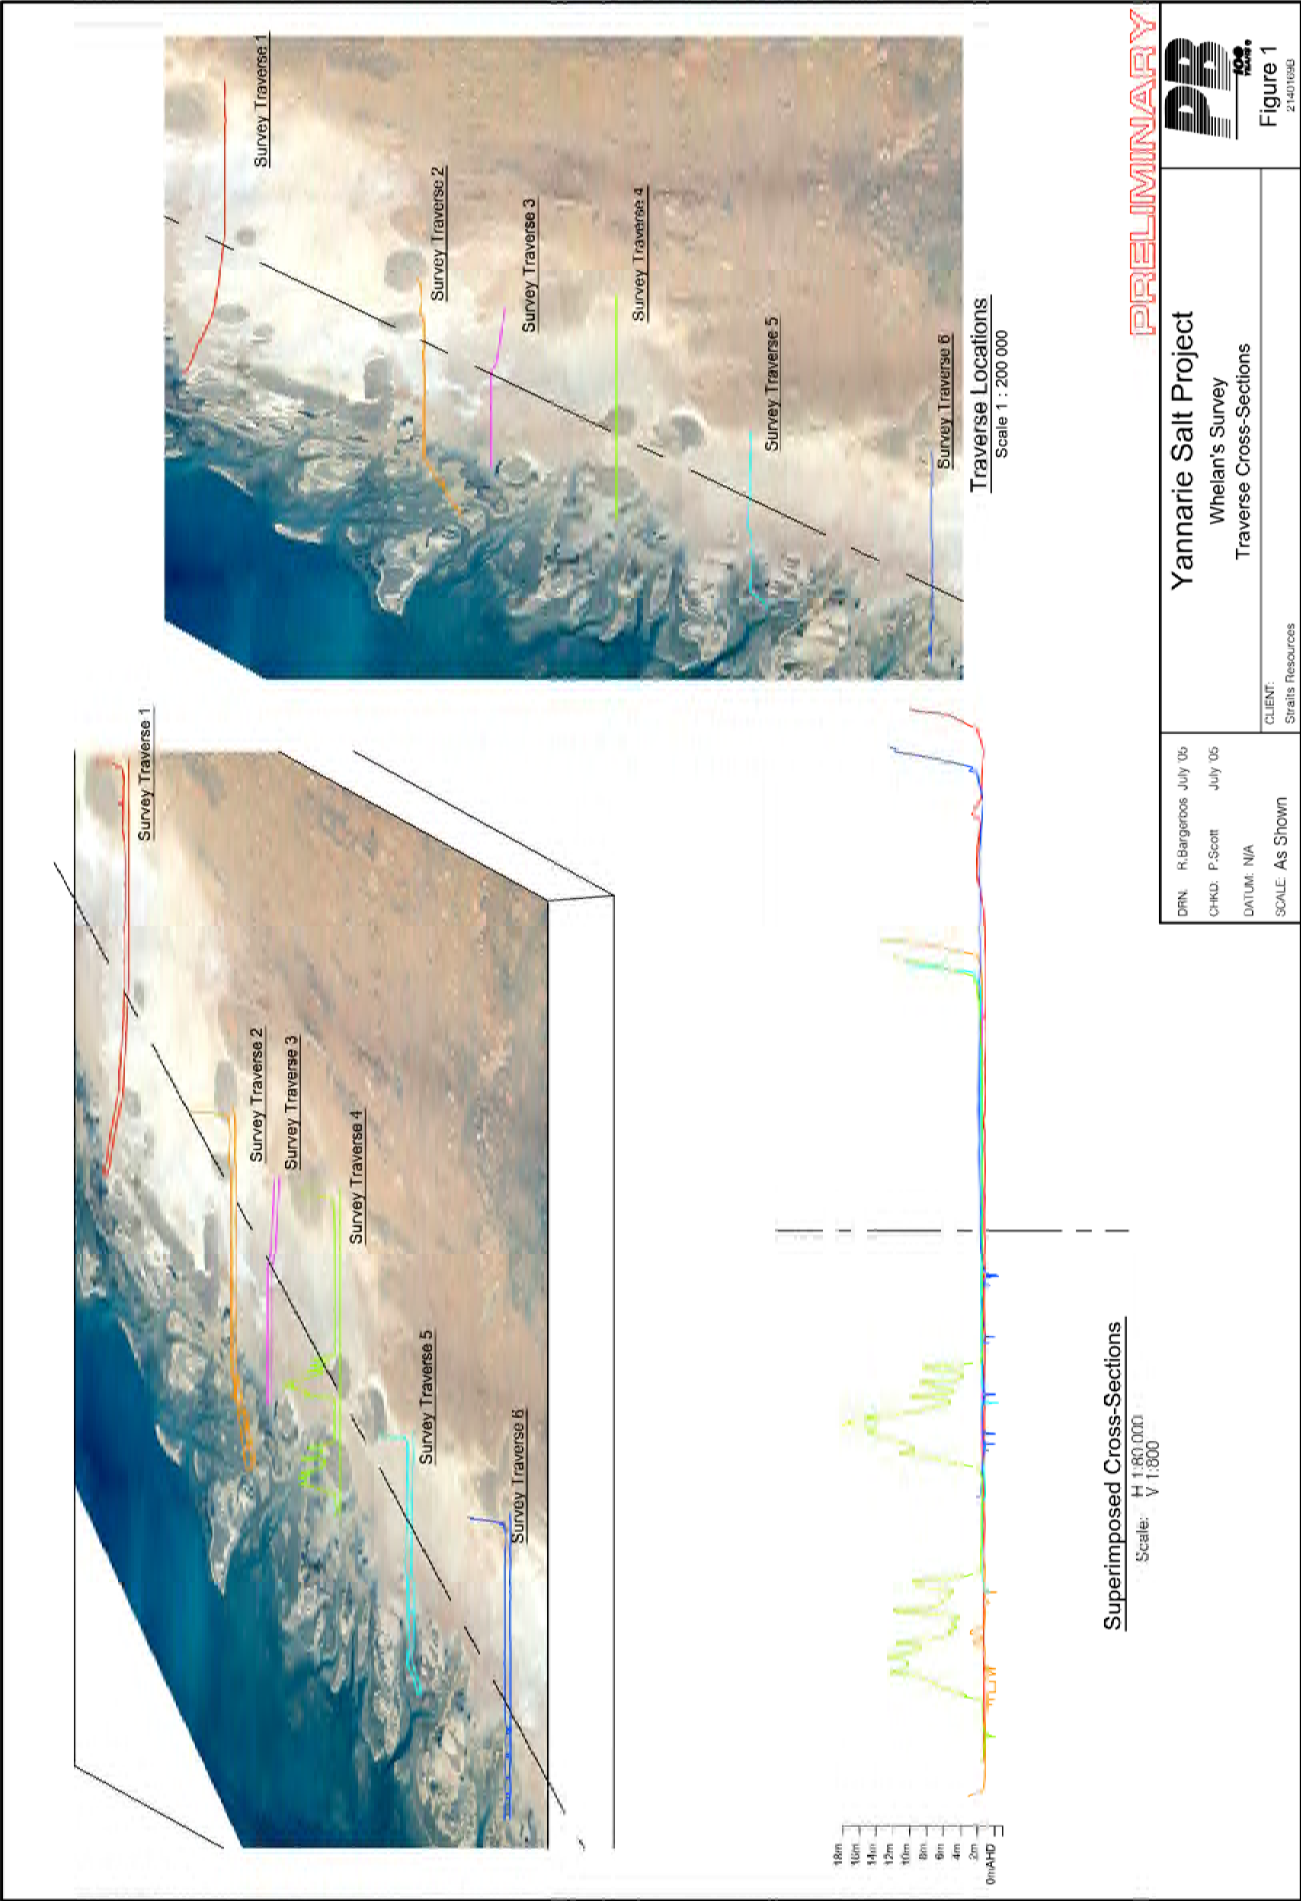 Survey Traverse 1
Survey Traverse 2
Survey Traverse 3
Survey Traverse 4
Survey Traverse 5
Survey Traverse 6
Survey Traverse 1
Survey Traverse 2
Survey Traverse 3
Survey Traverse 4
Survey Traverse 5
Survey Traverse 6
Traverse Locations
Scale 1 : 200 000
18m
16m
14m
12m
10m
8m
6m
4m
2m
0mAHD
Superimposed Cross-Sections
Scale: H 1:80 000
V 1:800
PRELIMINARY
DRN. R.Bargeroos July '05
CHKD: P.Scott July '05
DATUM: N/A
SCALE: As Shown
Yannarie Salt Project
Whelan's Survey
Traverse Cross-Sections
CLIENT:
Straits Resources
PB
100
YEARS
Figure 1
2140169B